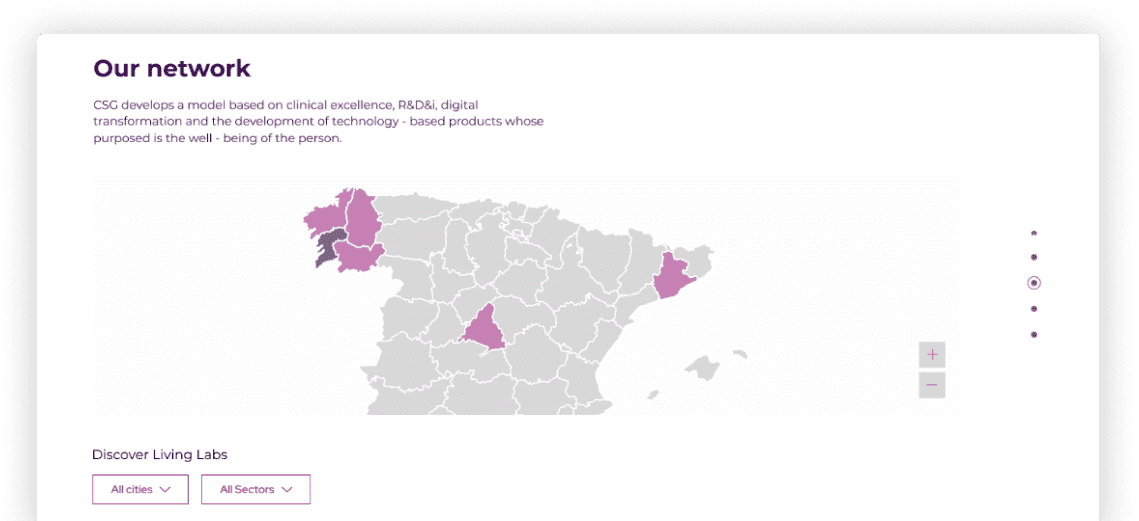 Our network
CSG develops a model based on clinical excellence, R&D&i, digital
transformation and the development of technology - based products whose
purposed is the well - being of the person.
+
−
Discover Living Labs
All cities
All Sectors